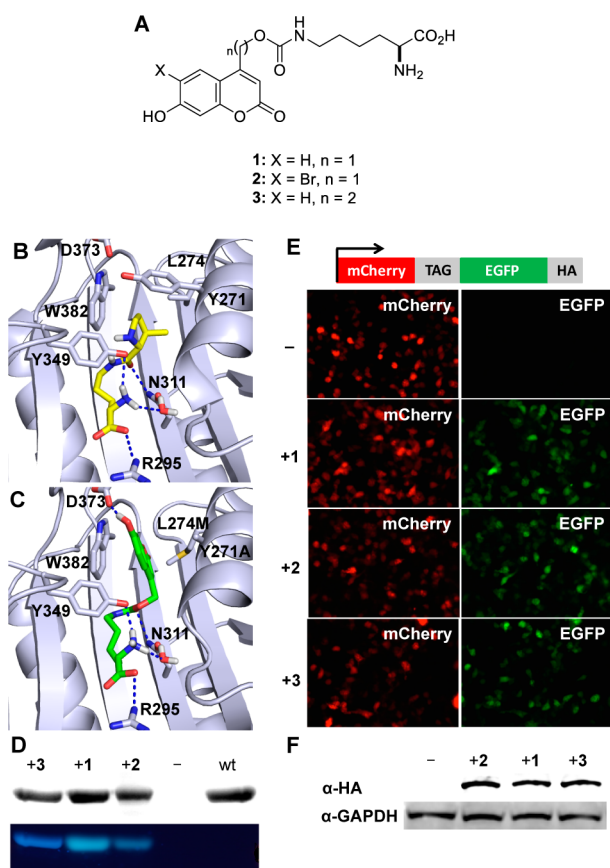 A
X
HO
O
O
( )n
O
O
N
H
CO2H
NH2
1: X = H, n = 1
2: X = Br, n = 1
3: X = H, n = 2
B
D373
L274
W382
Y271
Y349
N311
R295
C
D373
L274M
W382
Y271A
Y349
N311
R295
D
+3 +1 +2 – wt
E
mCherry TAG EGFP HA
– mCherry EGFP
+1 mCherry EGFP
+2 mCherry EGFP
+3 mCherry EGFP
F
– +2 +1 +3
α-HA
α-GAPDH